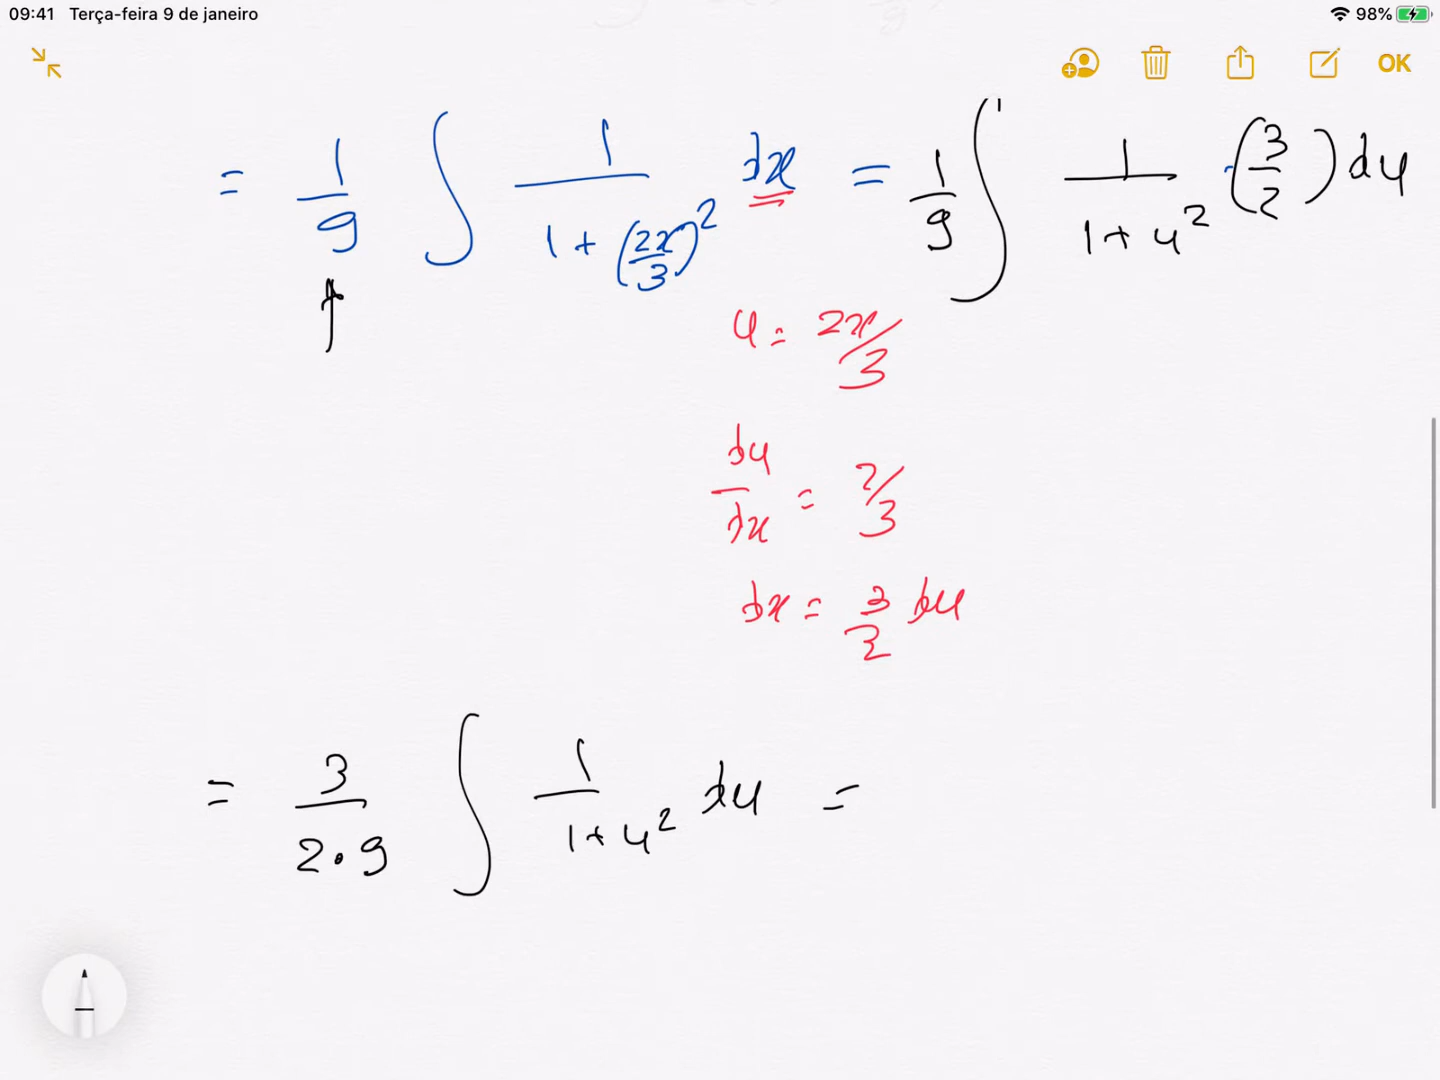 09:41 Terça-feira 9 de janeiro 98%
OK
= 1/9 ∫ 1/(1 + (2x/3)²) dx = 1/9 ∫ 1/(1 + u²) · (3/2) du
u = 2x/3
du/dx = 2/3
dx = 3/2 du
= 3/(2·9) ∫ 1/(1 + u²) du =